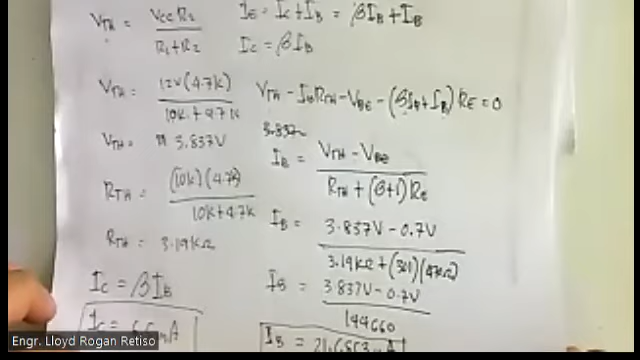 VTH = VCC R2 / R1+R2
IE = IC + IB = βIB + IB
IC = βIB
VTH = 12V(4.7k) / 10k+4.7k
VTH - IBRTH - VBE - (βIB+IB)RE = 0
VTH = 3.837V
IB = VTH - VBE / RTH + (β+1)RE
RTH = (10k)(4.7k) / 10k+4.7k
IB = 3.837V - 0.7V / 3.19kΩ + (301)(
RTH = 3.19kΩ
IC = βIB
IB = 3.837V - 0.7V / 144660
IB =
Engr. Lloyd Rogan Retiso